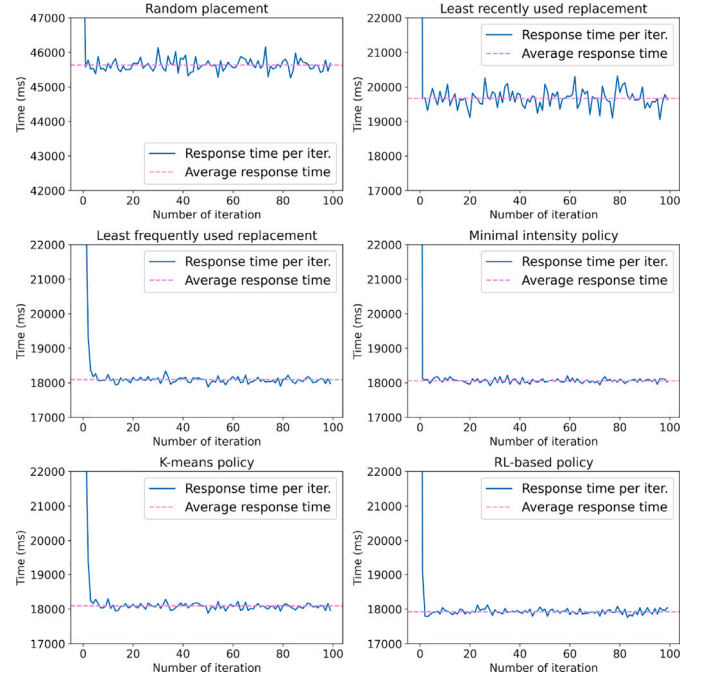 Random placement
47000
46000
45000
44000
43000
42000
Time (ms)
Response time per iter.
Average response time
0 20 40 60 80 100
Number of iteration
Least recently used replacement
22000
21000
20000
19000
18000
17000
Time (ms)
Response time per iter.
Average response time
0 20 40 60 80 100
Number of iteration
Least frequently used replacement
22000
21000
20000
19000
18000
17000
Time (ms)
Response time per iter.
Average response time
0 20 40 60 80 100
Number of iteration
Minimal intensity policy
22000
21000
20000
19000
18000
17000
Time (ms)
Response time per iter.
Average response time
0 20 40 60 80 100
Number of iteration
K-means policy
22000
21000
20000
19000
18000
17000
Time (ms)
Response time per iter.
Average response time
0 20 40 60 80 100
Number of iteration
RL-based policy
22000
21000
20000
19000
18000
17000
Time (ms)
Response time per iter.
Average response time
0 20 40 60 80 100
Number of iteration